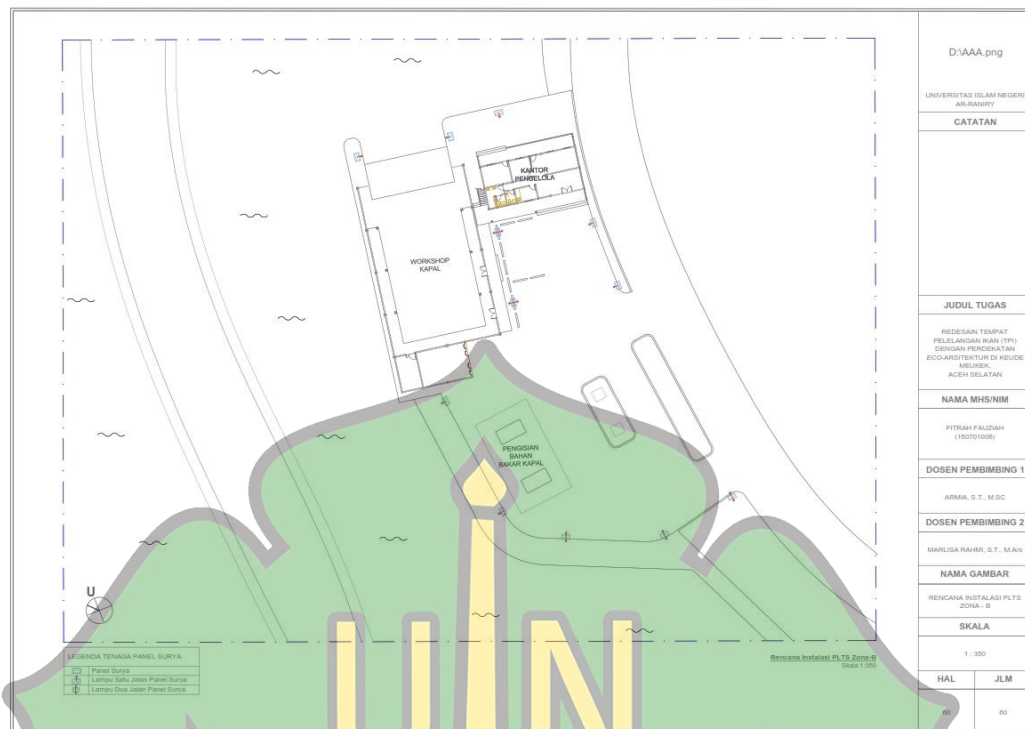 D:\AAA.png
UNIVERSITAS ISLAM NEGERI
AR-RANIRY
CATATAN
JUDUL TUGAS
REDESAIN TEMPAT
PELELANGAN IKAN (TPI)
DENGAN PERDEKATAN
ECO-ARSITEKTUR DI KEUDE
MEUKEK,
ACEH SELATAN
NAMA MHS/NIM
FITRAH FAUZIAH
(160701006)
DOSEN PEMBIMBING 1
ARMIA, S.T., M.SC
DOSEN PEMBIMBING 2
MARLISA RAHMI, S.T., M.Ars
NAMA GAMBAR
RENCANA INSTALASI PLTS
ZONA - B
SKALA
1 : 350
HAL JLM
60 60
KANTOR
PENGELOLA
WORKSHOP
KAPAL
PENGISIAN
BAHAN
BAKAR KAPAL
U
LEGENDA TENAGA PANEL SURYA
Panel Surya
Lampu Satu Jalan Panel Surya
Lampu Dua Jalan Panel Surya
Rencana Instalasi PLTS Zona-B
Skala 1:350
UIN